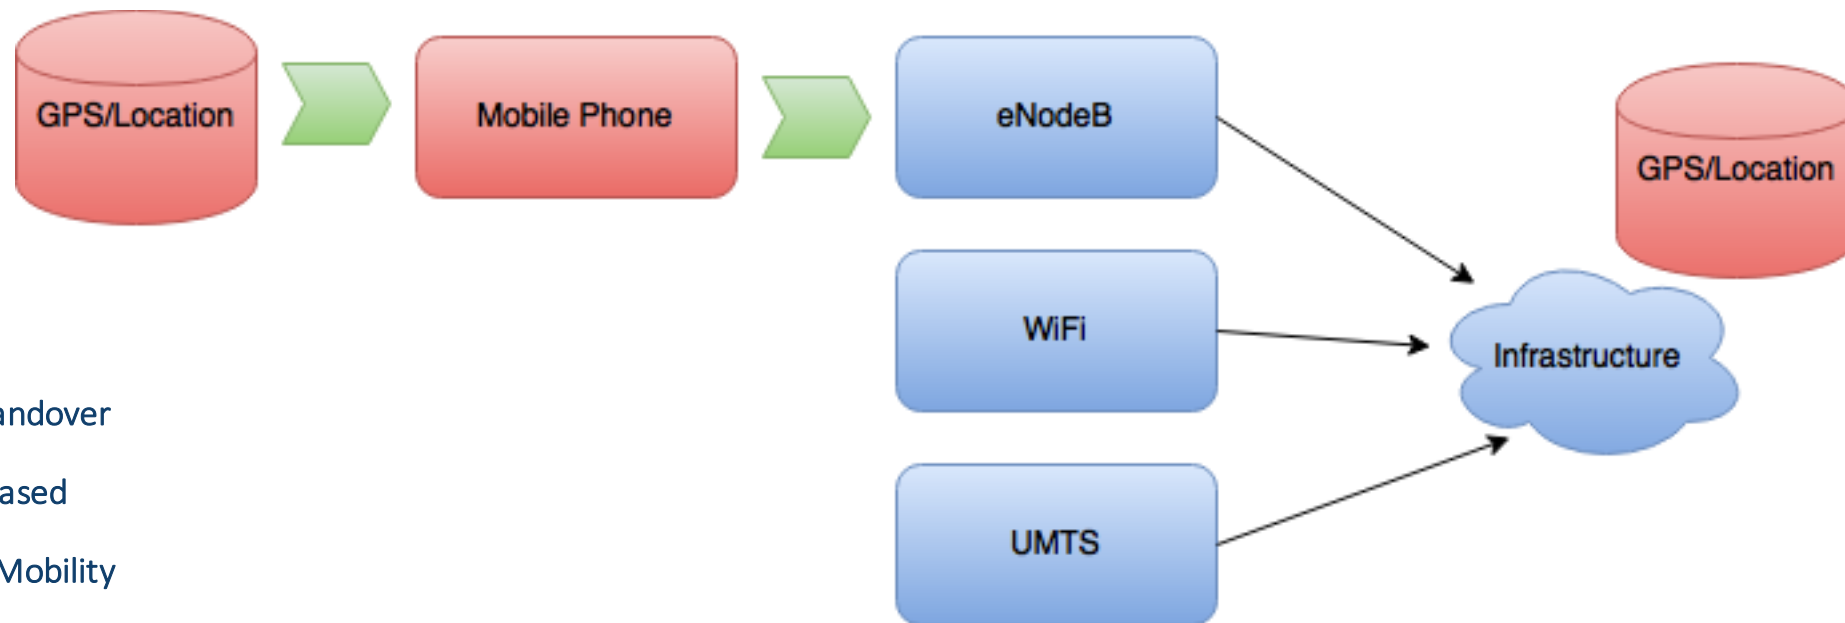 GPS/Location
Mobile Phone
eNodeB
GPS/Location
WiFi
Infrastructure
andover
ased
Mobility
UMTS